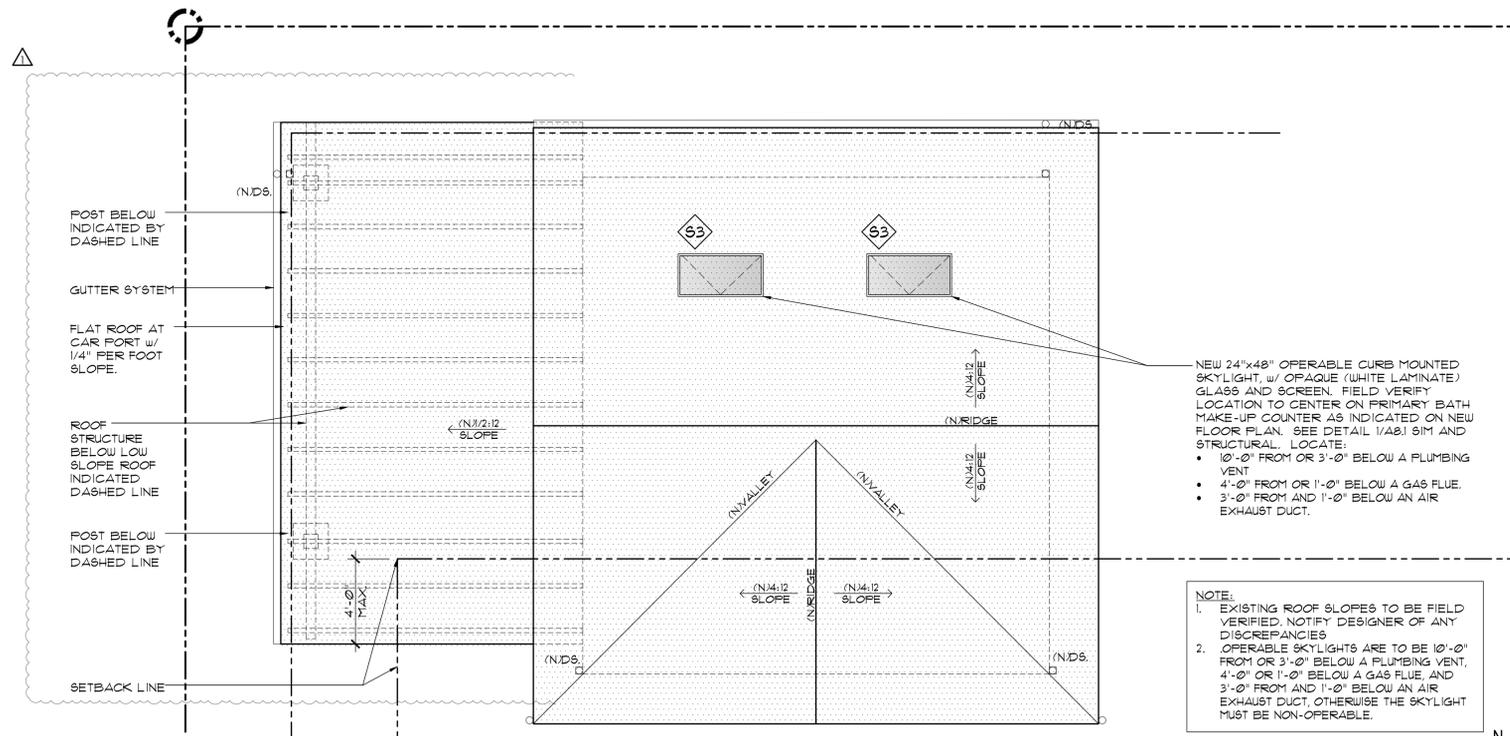 1
(N)DS.
(N)DS.
POST BELOW
INDICATED BY
DASHED LINE
GUTTER SYSTEM
FLAT ROOF AT
CAR PORT w/
1/4" PER FOOT
SLOPE.
ROOF
STRUCTURE
BELOW LOW
SLOPE ROOF
INDICATED
DASHED LINE
POST BELOW
INDICATED BY
DASHED LINE
SETBACK LINE
4'-0"
MAX.
(N)1/2:12
SLOPE
S3
S3
(N)4:12
SLOPE
(N)RIDGE
(N)4:12
SLOPE
(N)VALLEY
(N)VALLEY
(N)4:12
SLOPE
(N)RIDGE
(N)4:12
SLOPE
(N)DS.
(N)DS.
NEW 24"x48" OPERABLE CURB MOUNTED
SKYLIGHT, w/ OPAQUE (WHITE LAMINATE)
GLASS AND SCREEN. FIELD VERIFY
LOCATION TO CENTER ON PRIMARY BATH
MAKE-UP COUNTER AS INDICATED ON NEW
FLOOR PLAN. SEE DETAIL 1/A8.1 SIM AND
STRUCTURAL. LOCATE:
• 10'-0" FROM OR 3'-0" BELOW A PLUMBING
VENT
• 4'-0" FROM OR 1'-0" BELOW A GAS FLUE.
• 3'-0" FROM AND 1'-0" BELOW AN AIR
EXHAUST DUCT.
NOTE:
1. EXISTING ROOF SLOPES TO BE FIELD
VERIFIED. NOTIFY DESIGNER OF ANY
DISCREPANCIES
2. .OPERABLE SKYLIGHTS ARE TO BE 10'-0"
FROM OR 3'-0" BELOW A PLUMBING VENT,
4'-0" OR 1'-0" BELOW A GAS FLUE, AND
3'-0" FROM AND 1'-0" BELOW AN AIR
EXHAUST DUCT, OTHERWISE THE SKYLIGHT
MUST BE NON-OPERABLE.
N